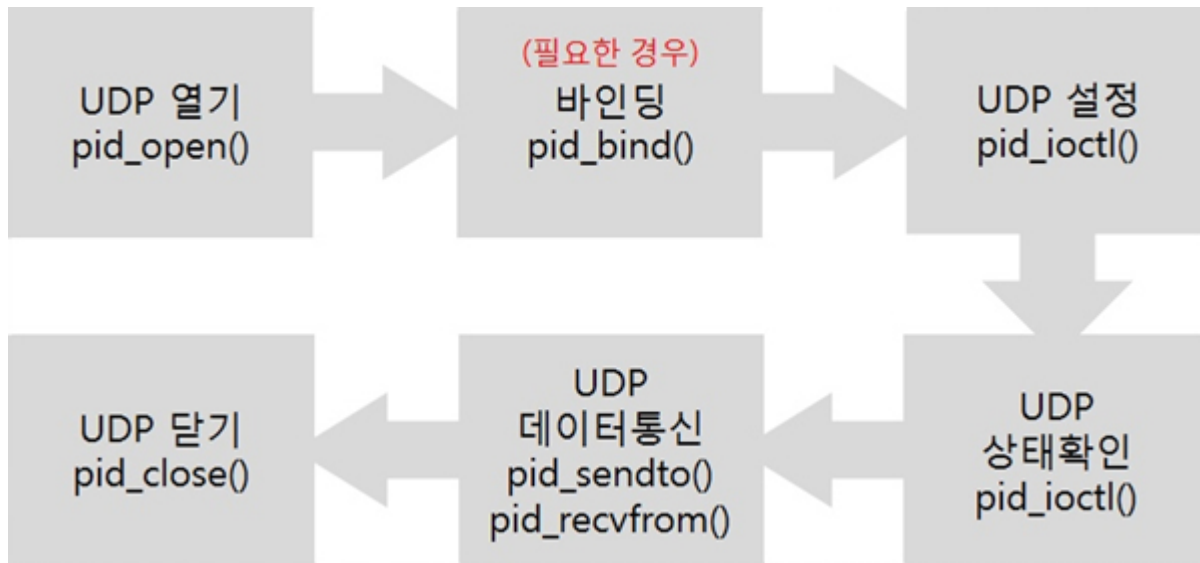 UDP 열기
pid_open()
(필요한 경우)
바인딩
pid_bind()
UDP 설정
pid_ioctl()
UDP
상태확인
pid_ioctl()
UDP
데이터통신
pid_sendto()
pid_recvfrom()
UDP 닫기
pid_close()